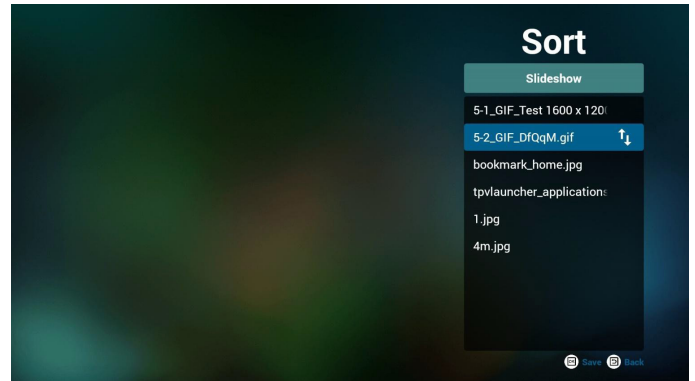 Sort
Slideshow
5-1_GIF_Test 1600 x 120
5-2_GIF_DfQqM.gif
bookmark_home.jpg
tpvlauncher_applications
1.jpg
4m.jpg
Save Back